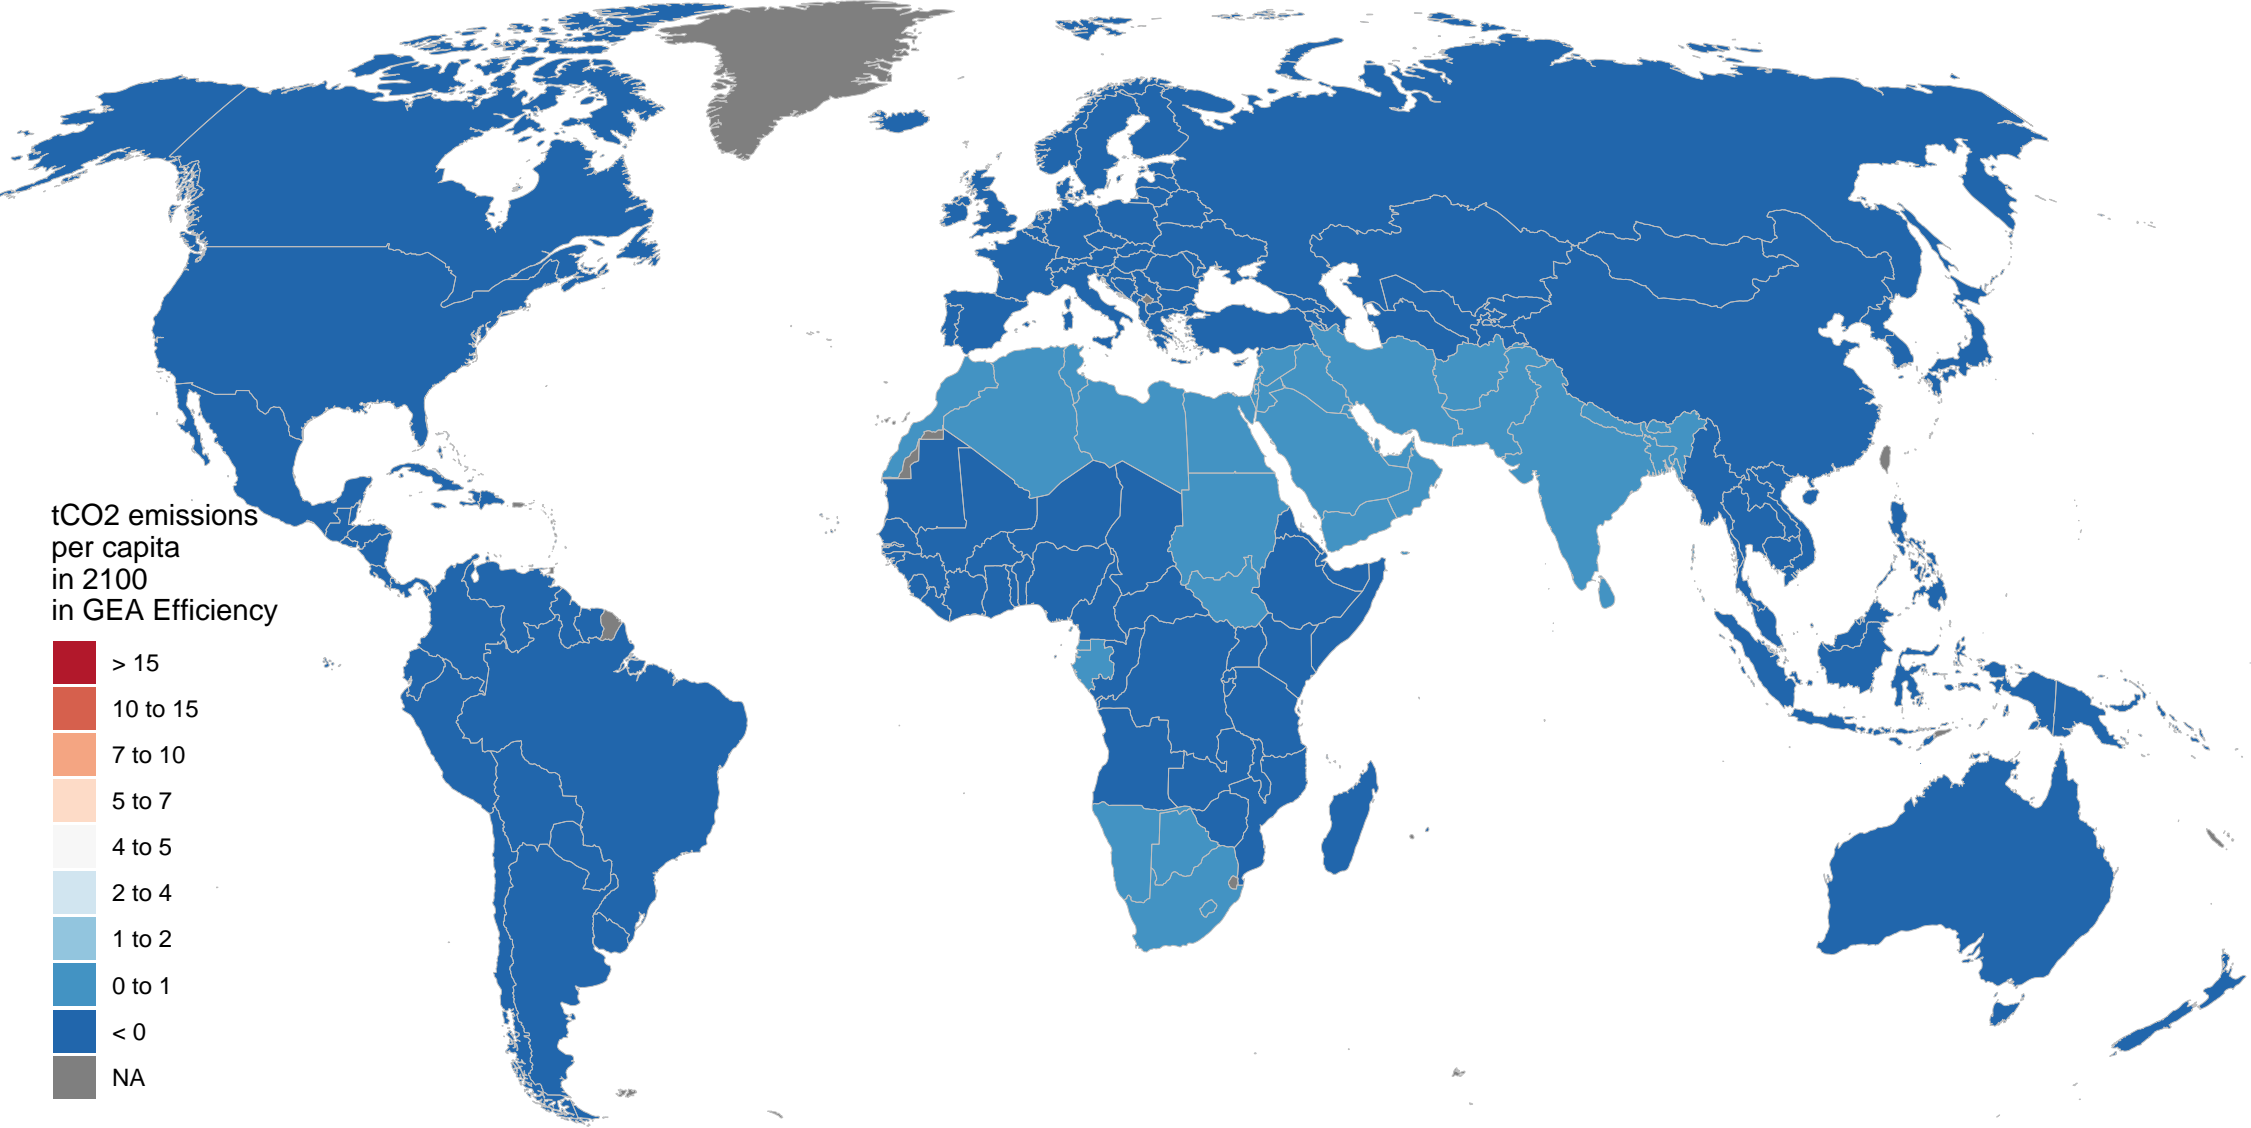 tCO2 emissions
per capita
in 2100
in GEA Efficiency
> 15
10 to 15
7 to 10
5 to 7
4 to 5
2 to 4
1 to 2
0 to 1
< 0
NA